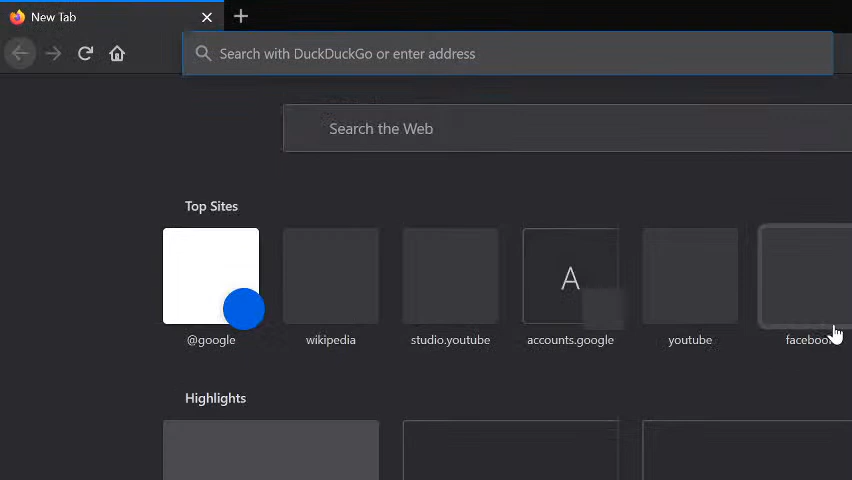 New Tab
Search with DuckDuckGo or enter address
Search the Web
Top Sites
A
@google
wikipedia
studio.youtube
accounts.google
youtube
facebook
Highlights